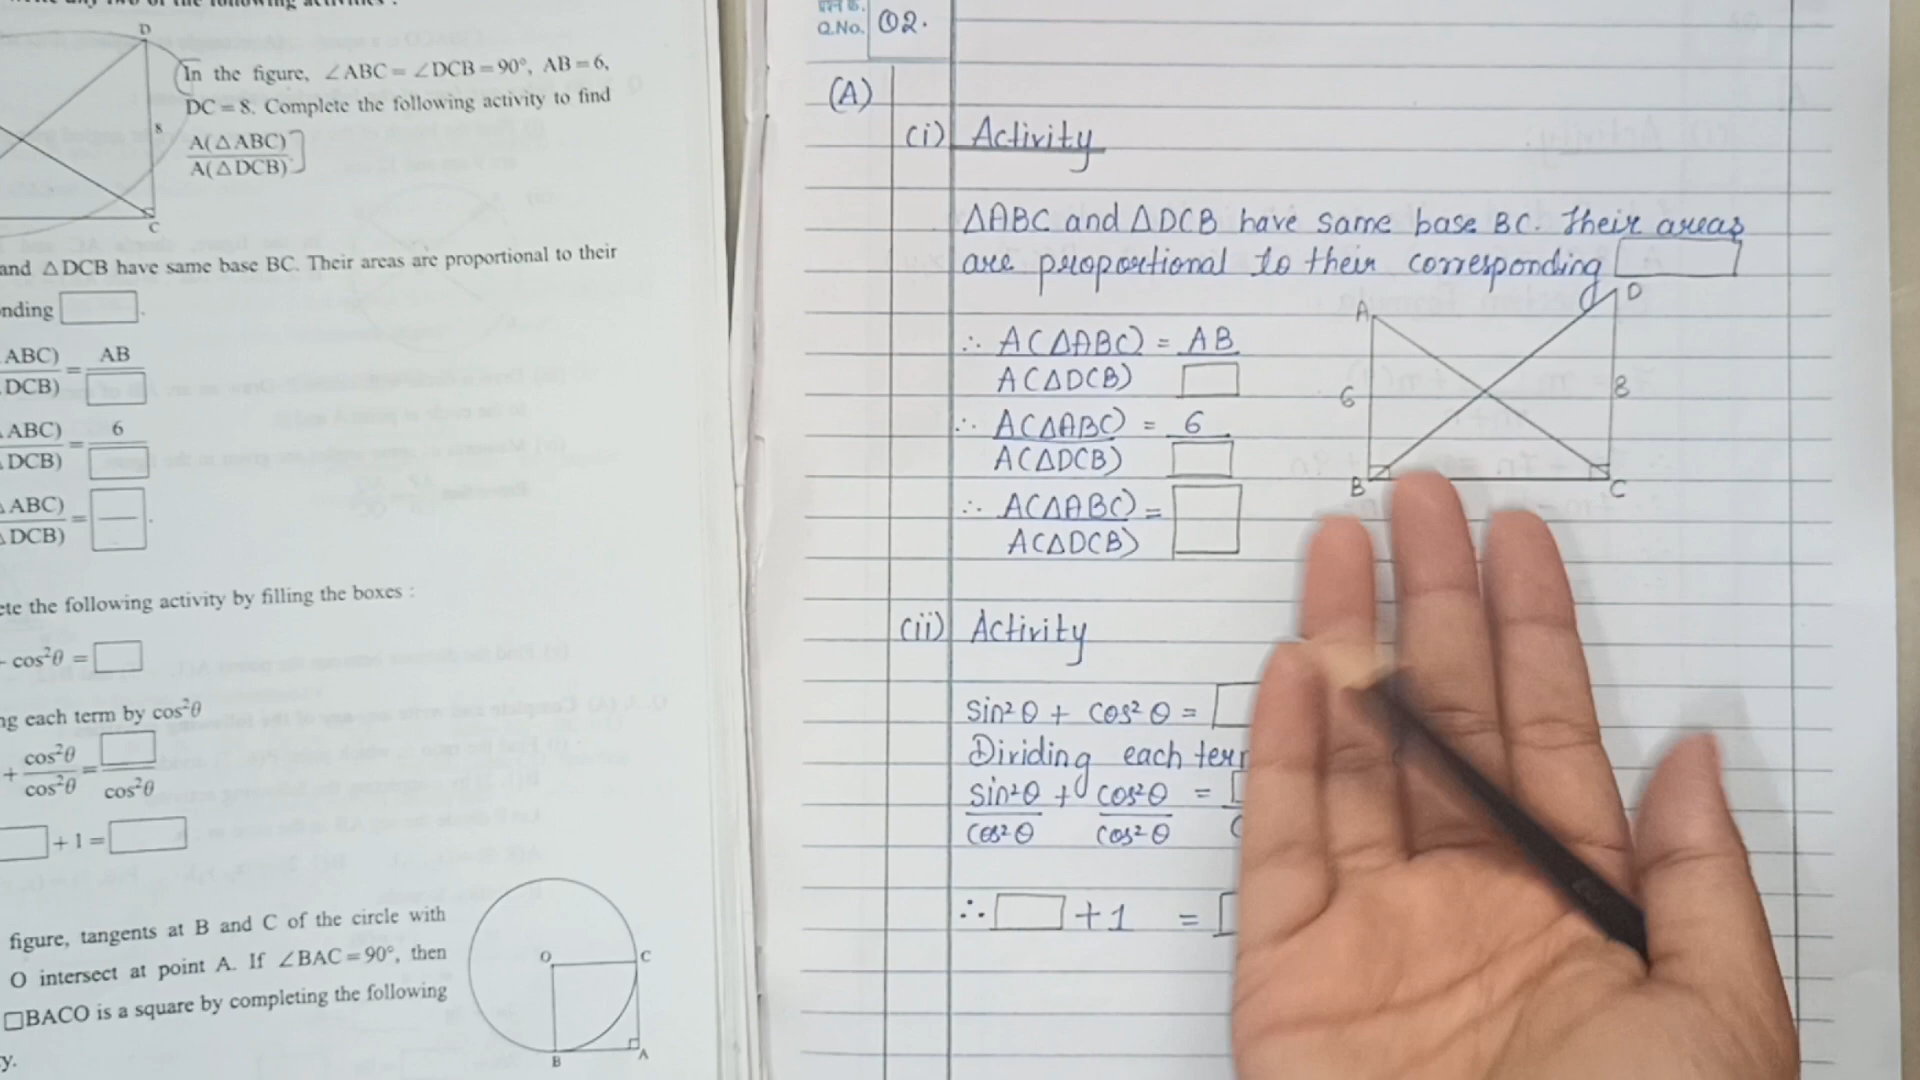 In the figure, ∠ABC = ∠DCB = 90°, AB = 6,
DC = 8. Complete the following activity to find
A(△ABC)
A(△DCB)
D
8
C
and △DCB have same base BC. Their areas are proportional to their
nding □.
ABC) = AB
DCB) □
ABC) = 6
DCB) □
ABC) = □
DCB)
te the following activity by filling the boxes :
cos²θ = □
ng each term by cos²θ
+ cos²θ = □
cos²θ cos²θ
□ + 1 = □
figure, tangents at B and C of the circle with
O intersect at point A. If ∠BAC = 90°, then
□BACO is a square by completing the following
y.
O C
B A
Q.No. Q2.
(A)
(i) Activity
△ABC and △DCB have same base BC. Their areas
are proportional to their corresponding □
∴ A(△ABC) = AB
A(△DCB) □
∴ A(△ABC) = 6
A(△DCB) □
∴ A(△ABC) = □
A(△DCB)
A D
6 8
B C
(ii) Activity
sin²θ + cos²θ = □
Dividing each ter
sin²θ + cos²θ =
cos²θ cos²θ
∴ □ + 1 =